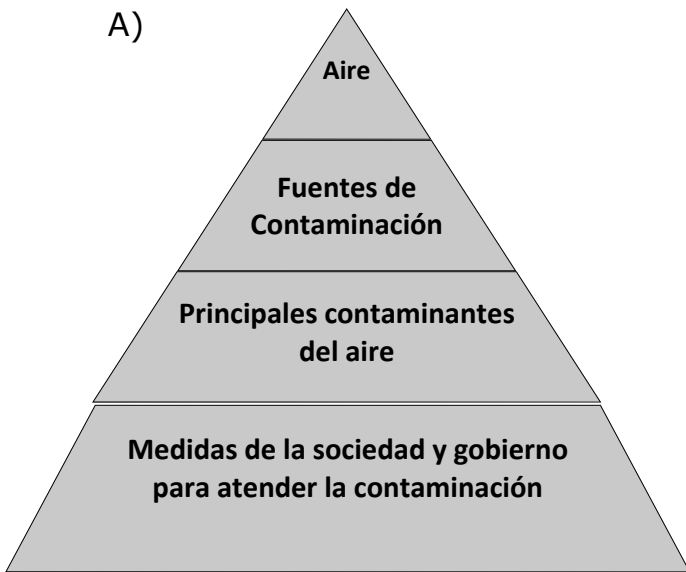 A)
Aire
Fuentes de
Contaminación
Principales contaminantes
del aire
Medidas de la sociedad y gobierno
para atender la contaminación